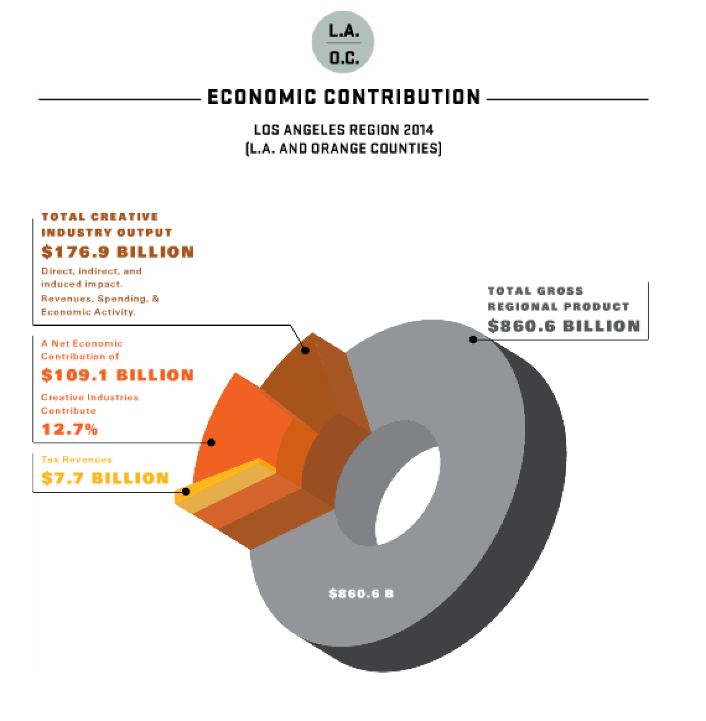 L.A.
O.C.
ECONOMIC CONTRIBUTION
LOS ANGELES REGION 2014
(L.A. AND ORANGE COUNTIES)
TOTAL CREATIVE
INDUSTRY OUTPUT
$176.9 BILLION
Direct, indirect, and
induced impact.
Revenues, Spending, &
Economic Activity.
A Net Economic
Contribution of
$109.1 BILLION
Creative Industries
Contribute
12.7%
Tax Revenues
$7.7 BILLION
TOTAL GROSS
REGIONAL PRODUCT
$860.6 BILLION
$860.6 B